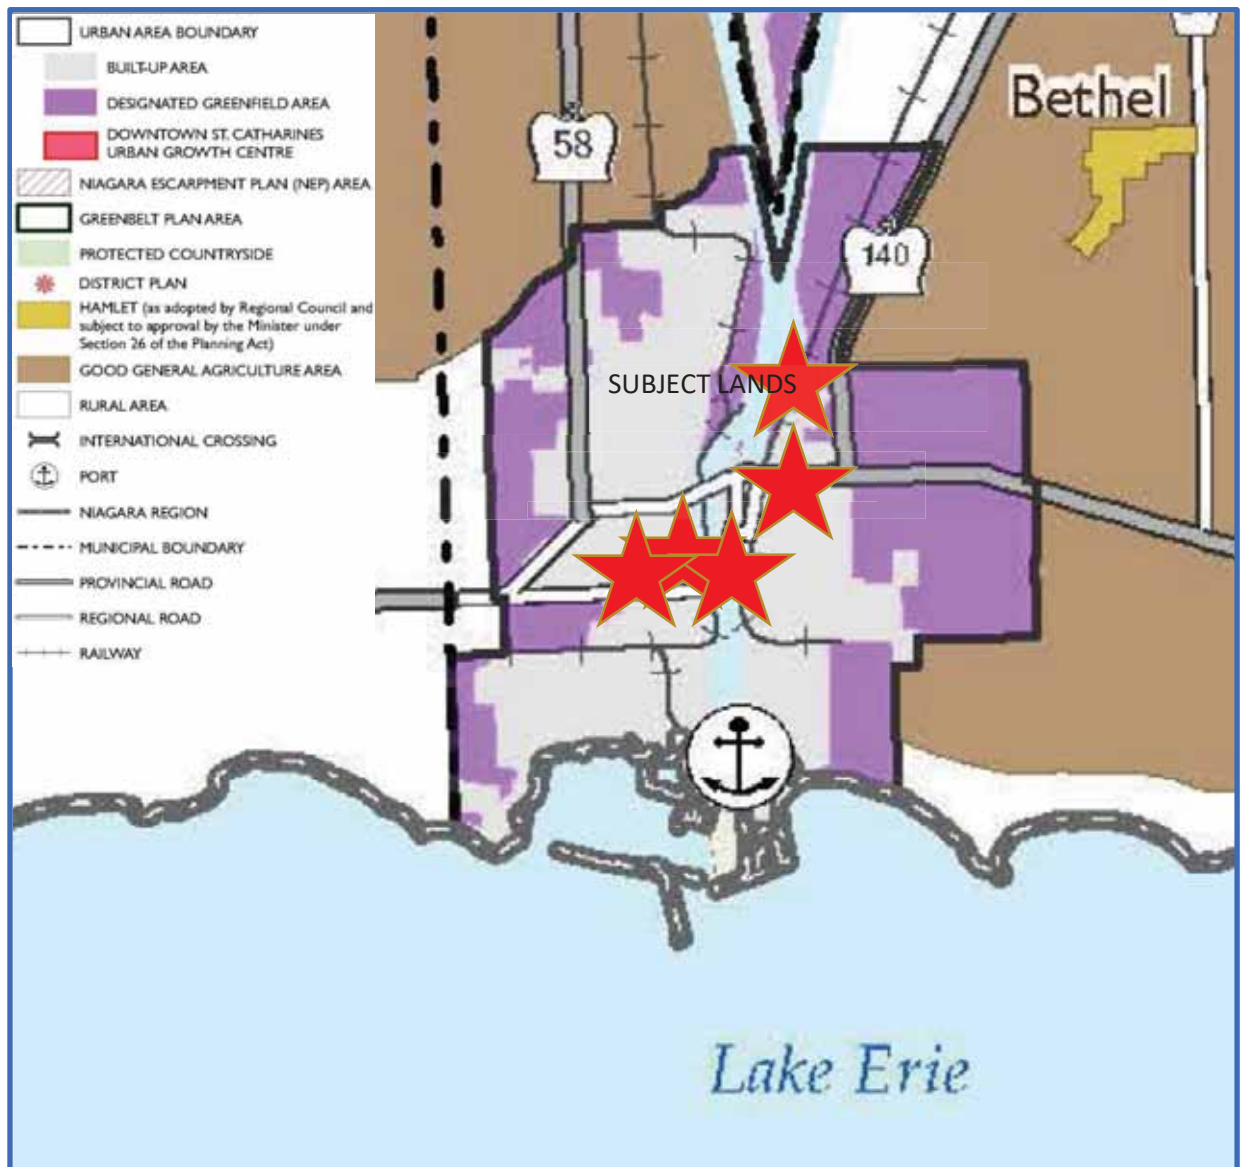 URBAN AREA BOUNDARY
BUILT-UP AREA
DESIGNATED GREENFIELD AREA
DOWNTOWN ST. CATHARINES
URBAN GROWTH CENTRE
NIAGARA ESCARPMENT PLAN (NEP) AREA
GREENBELT PLAN AREA
PROTECTED COUNTRYSIDE
DISTRICT PLAN
HAMLET (as adopted by Regional Council and
subject to approval by the Minister under
Section 26 of the Planning Act)
GOOD GENERAL AGRICULTURE AREA
RURAL AREA
INTERNATIONAL CROSSING
PORT
NIAGARA REGION
MUNICIPAL BOUNDARY
PROVINCIAL ROAD
REGIONAL ROAD
RAILWAY
Bethel
58
140
SUBJECT LANDS
Lake Erie